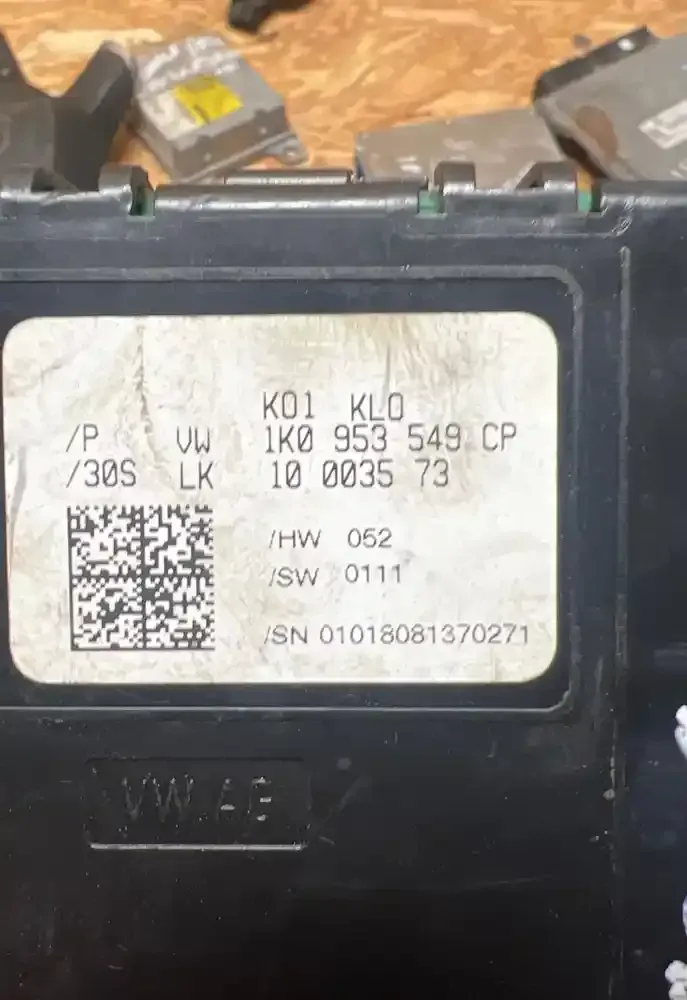 K01 KLO
/P VW 1K0 953 549 CP
/30S LK 10 0035 73
/HW 052
/SW 0111
/SN 01018081370271
VW AG